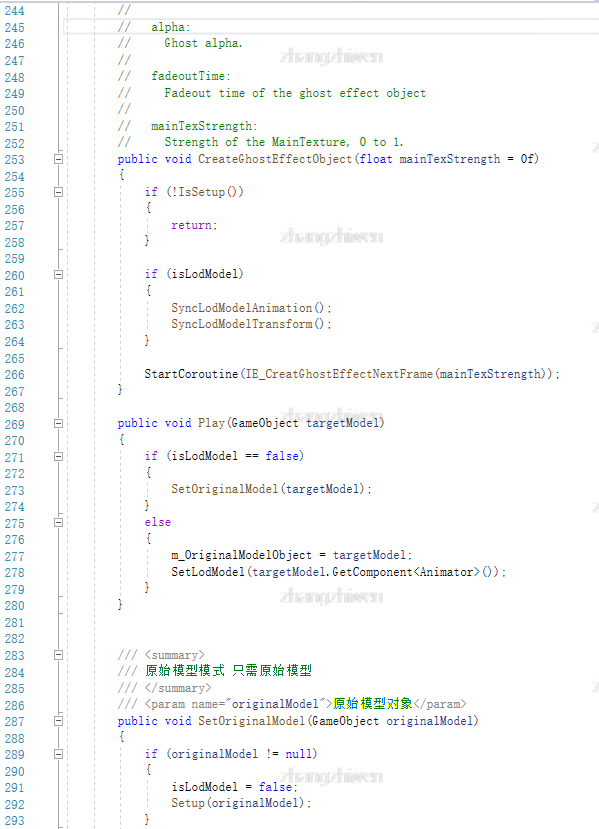 244 //
245 // alpha:
246 // Ghost alpha.
247 //
248 // fadeoutTime:
249 // Fadeout time of the ghost effect object
250 //
251 // mainTexStrength:
252 // Strength of the MainTexture, 0 to 1.
253 public void CreateGhostEffectObject(float mainTexStrength = 0f)
254 {
255 if (!IsSetup())
256 {
257 return;
258 }
259
260 if (isLodModel)
261 {
262 SyncLodModelAnimation();
263 SyncLodModelTransform();
264 }
265
266 StartCoroutine(IE_CreatGhostEffectNextFrame(mainTexStrength));
267 }
268
269 public void Play(GameObject targetModel)
270 {
271 if (isLodModel == false)
272 {
273 SetOriginalModel(targetModel);
274 }
275 else
276 {
277 m_OriginalModelObject = targetModel;
278 SetLodModel(targetModel.GetComponent<Animator>());
279 }
280 }
281
282
283 /// <summary>
284 /// 原始模型模式 只需原始模型
285 /// </summary>
286 /// <param name="originalModel">原始模型对象</param>
287 public void SetOriginalModel(GameObject originalModel)
288 {
289 if (originalModel != null)
290 {
291 isLodModel = false;
292 Setup(originalModel);
293 }
zhangzhiwen
zhangzhiwen
zhangzhiwen
zhangzhiwen
zhangzhiwen